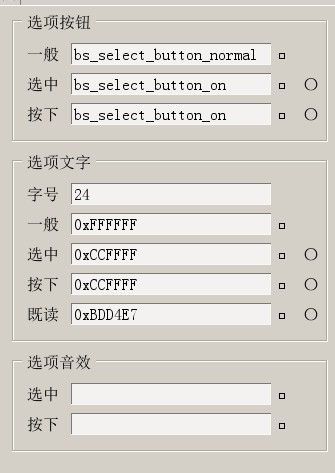 选项按钮
一般 bs_select_button_normal
选中 bs_select_button_on
按下 bs_select_button_on
选项文字
字号 24
一般 0xFFFFFF
选中 0xCCFFFF
按下 0xCCFFFF
既读 0xBDD4E7
选项音效
选中
按下